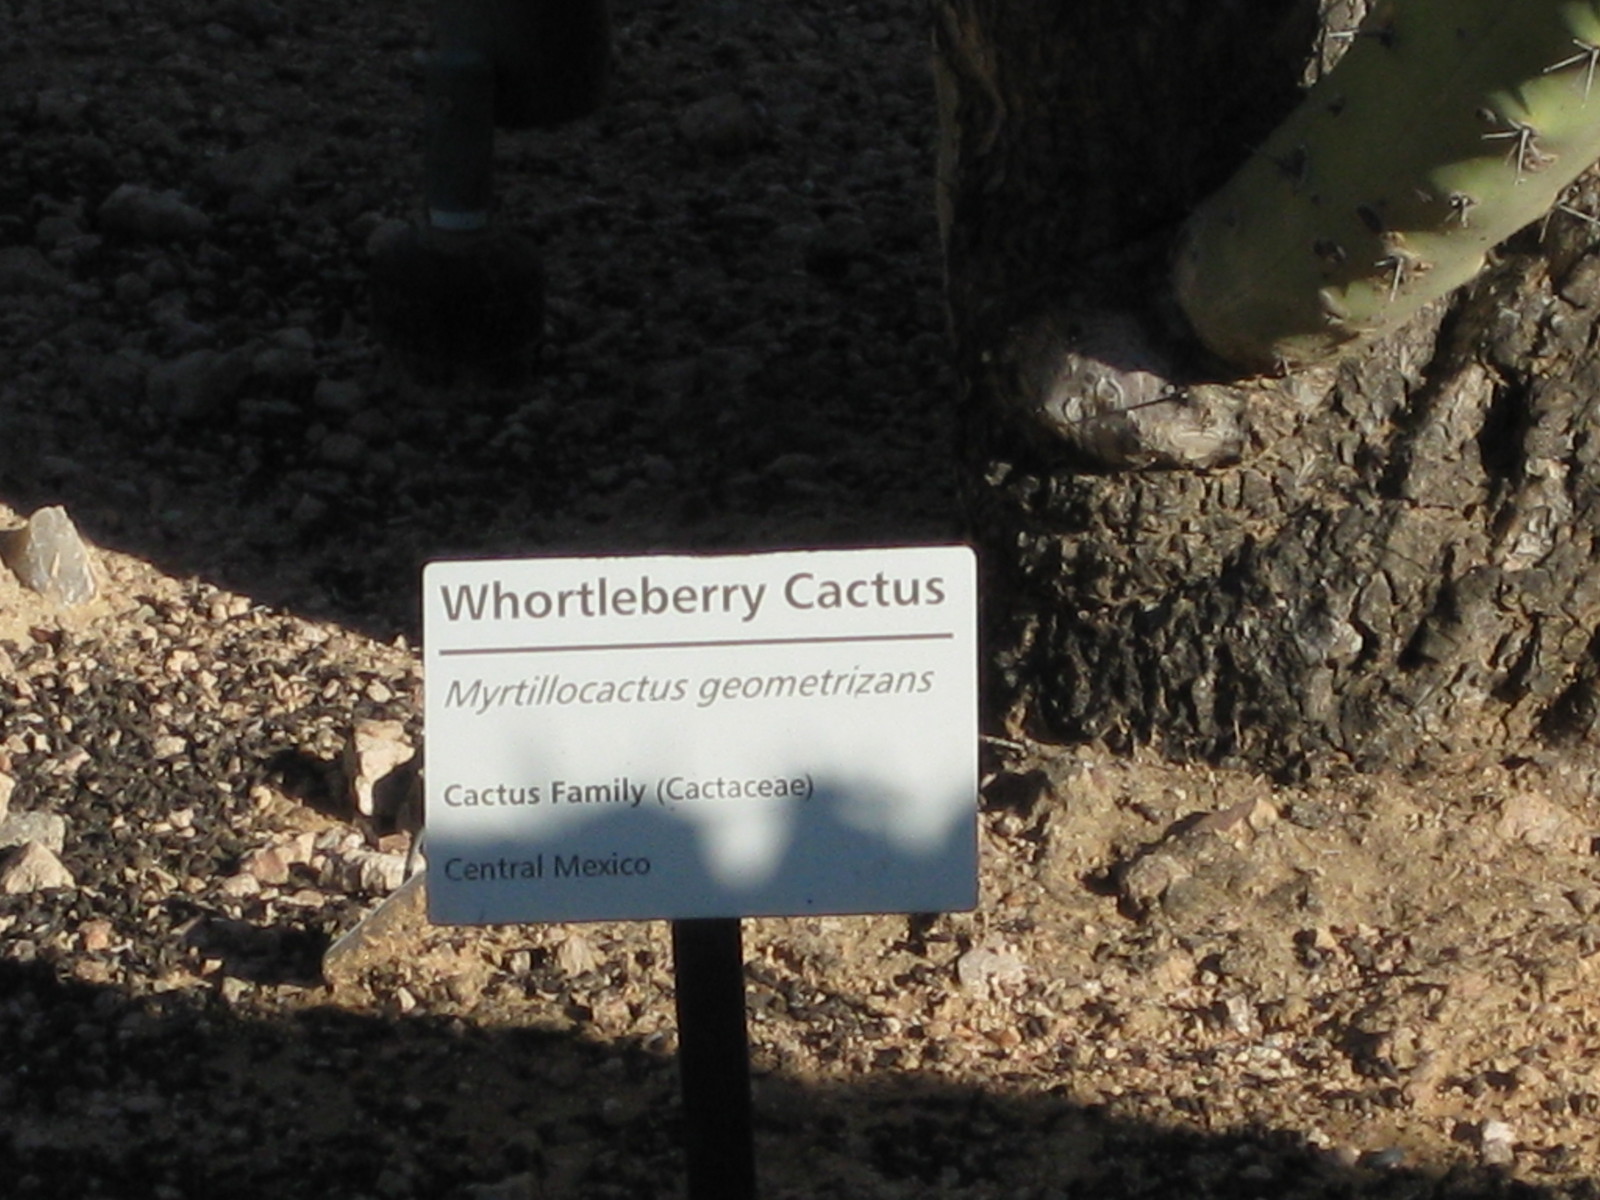 Whortleberry Cactus
Myrtillocactus geometrizans
Cactus Family (Cactaceae)
Central Mexico